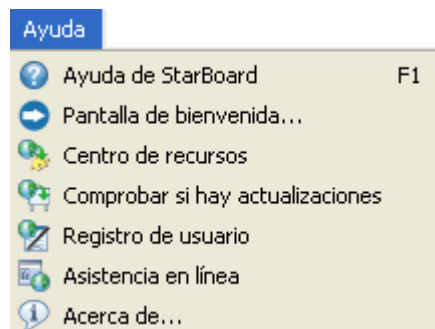 Ayuda
Ayuda de StarBoard F1
Pantalla de bienvenida...
Centro de recursos
Comprobar si hay actualizaciones
Registro de usuario
Asistencia en línea
Acerca de...